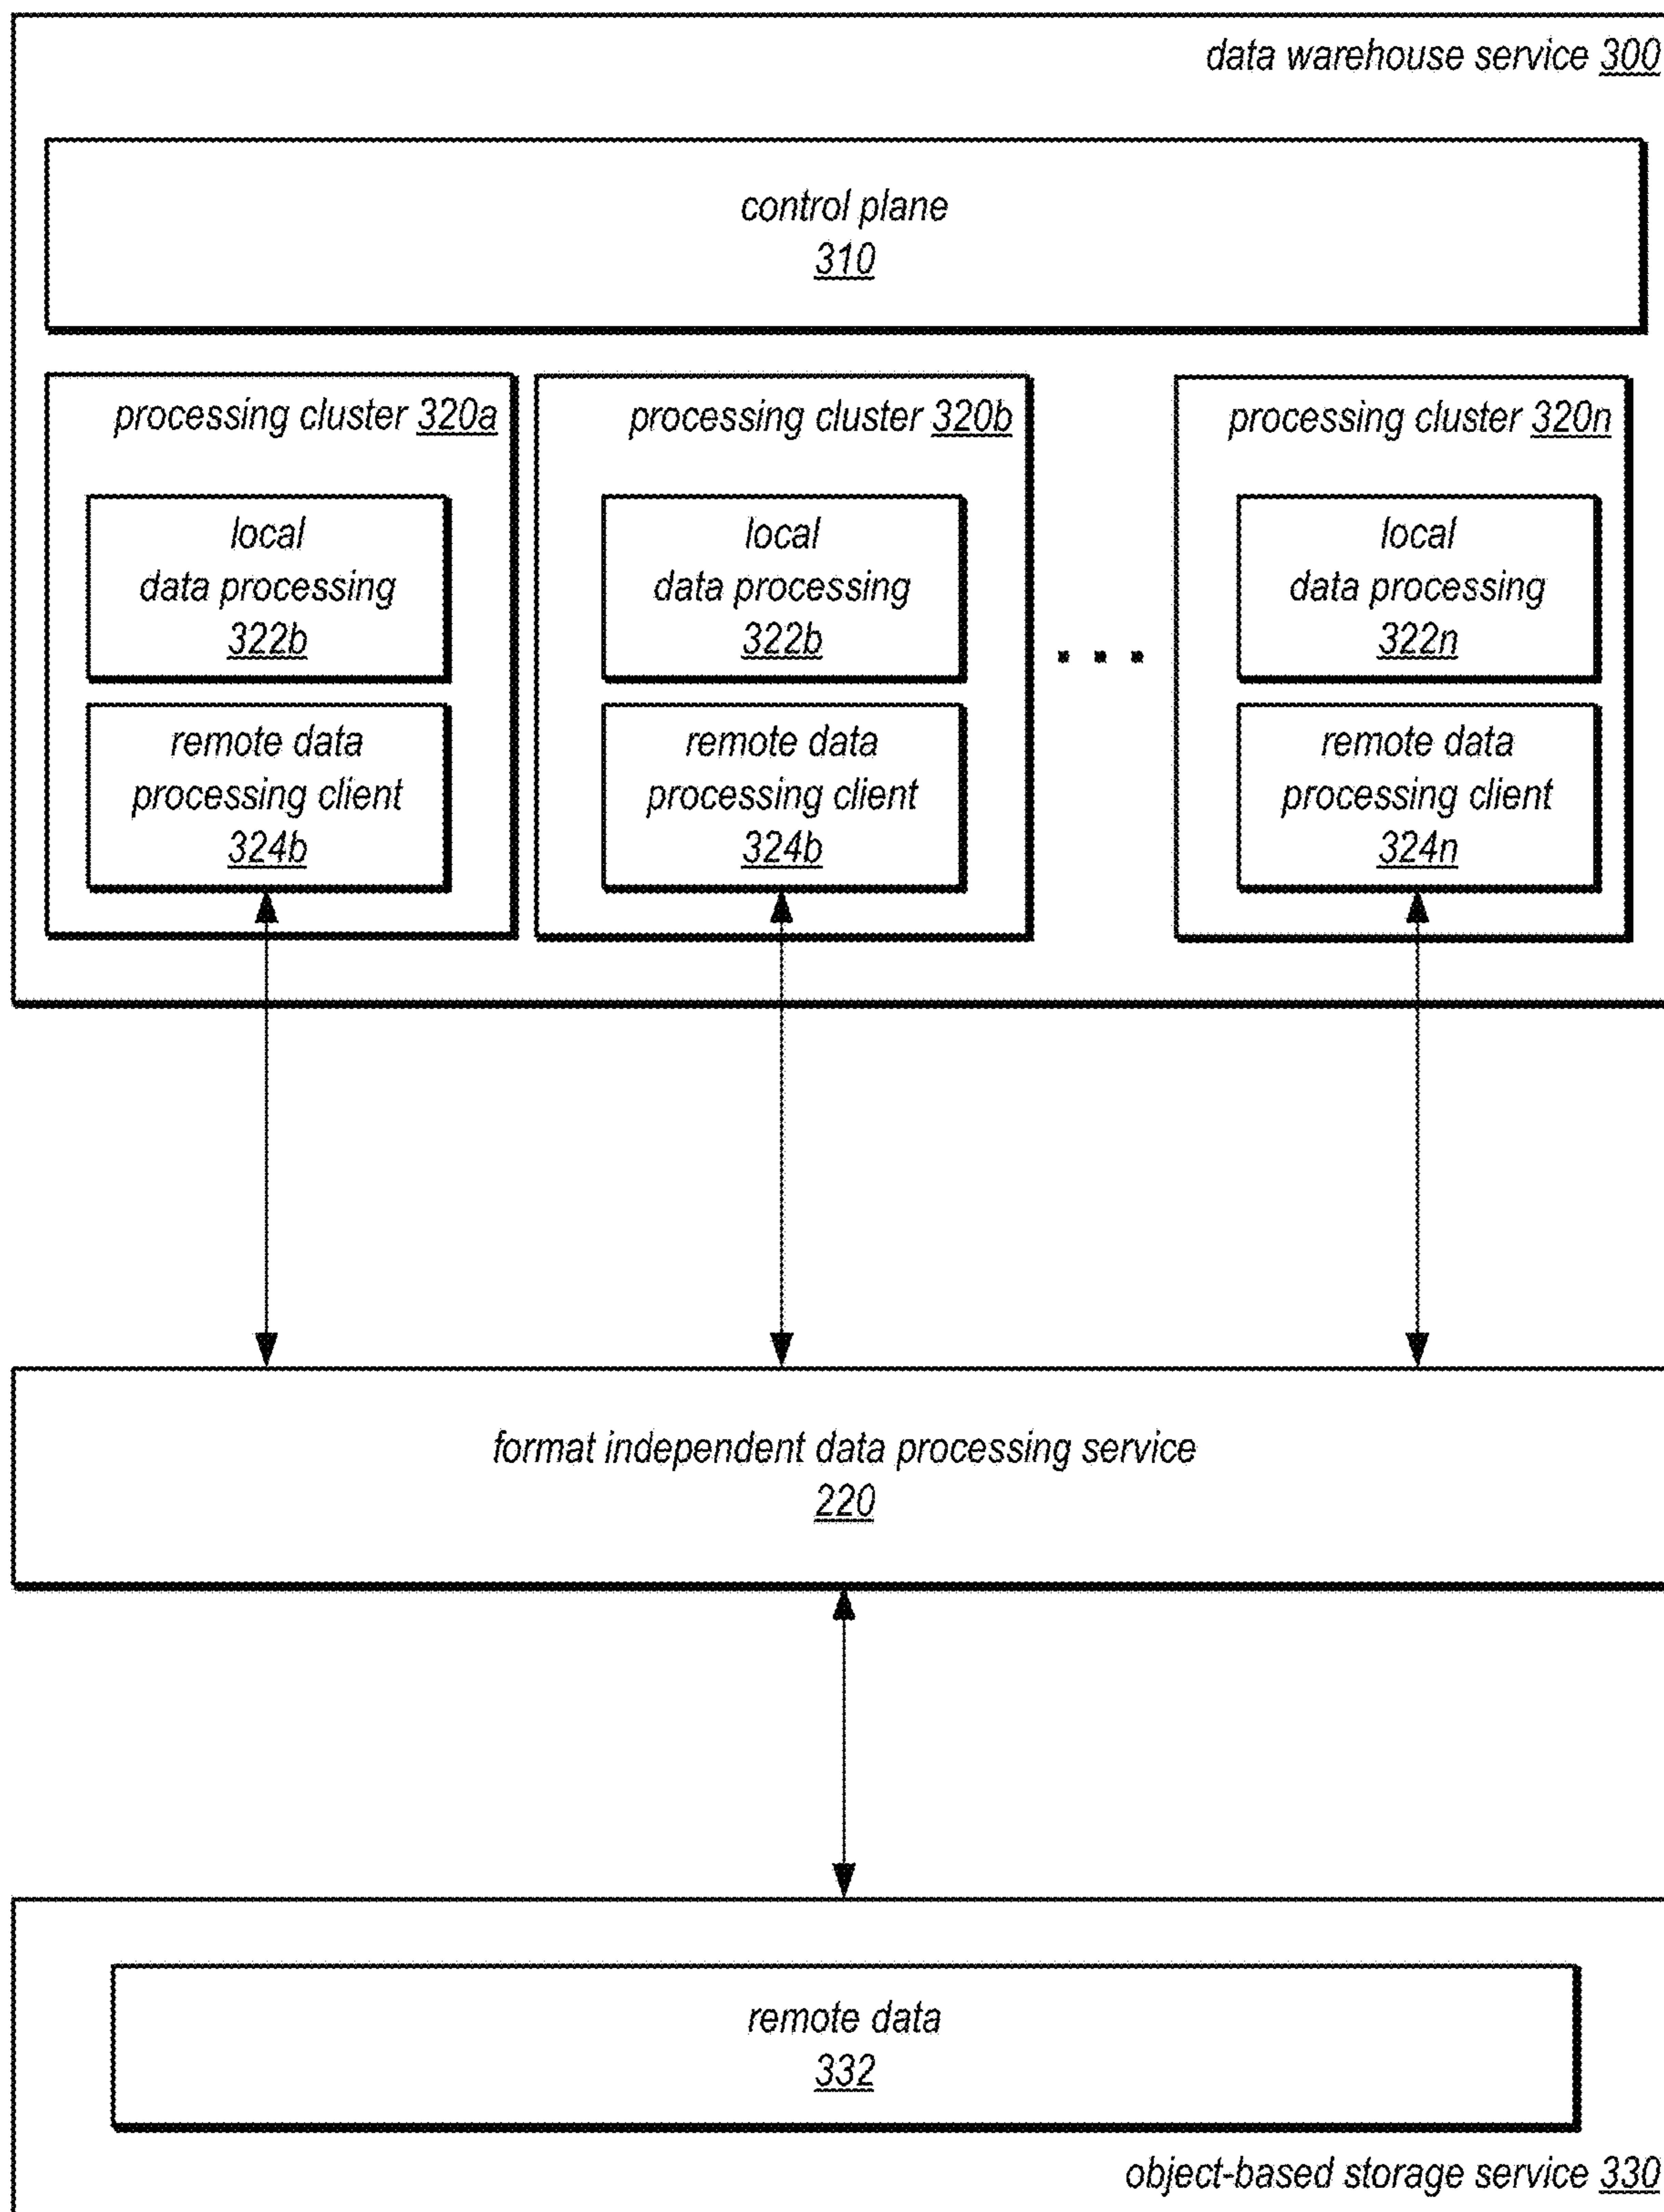 data warehouse service 300
control plane
310
processing cluster 320a
local
data processing
322b
remote data
processing client
324b
processing cluster 320b
local
data processing
322b
remote data
processing client
324b
. . .
processing cluster 320n
local
data processing
322n
remote data
processing client
324n
format independent data processing service
220
remote data
332
object-based storage service 330